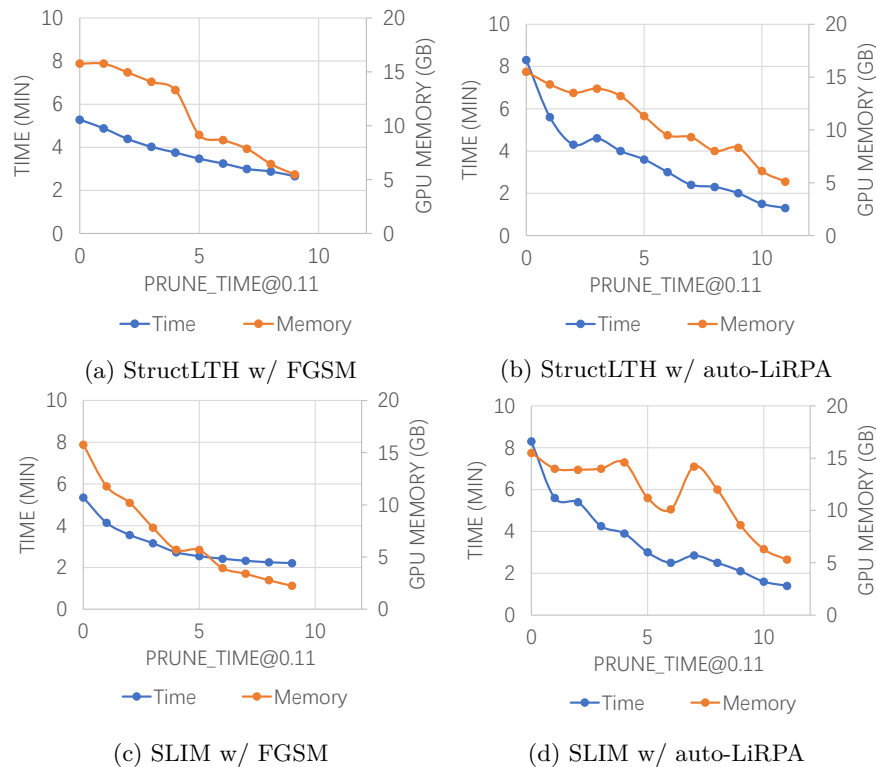 10
8
6
4
2
0
TIME (MIN)
20
15
10
5
0
GPU MEMORY (GB)
0 5 10
PRUNE_TIME@0.11
Time Memory
(a) StructLTH w/ FGSM
10
8
6
4
2
0
TIME (MIN)
20
15
10
5
0
GPU MEMORY (GB)
0 5 10
PRUNE_TIME@0.11
Time Memory
(b) StructLTH w/ auto-LiRPA
10
8
6
4
2
0
TIME (MIN)
20
15
10
5
0
GPU MEMORY (GB)
0 5 10
PRUNE_TIME@0.11
Time Memory
(c) SLIM w/ FGSM
10
8
6
4
2
0
TIME (MIN)
20
15
10
5
0
GPU MEMORY (GB)
0 5 10
PRUNE_TIME@0.11
Time Memory
(d) SLIM w/ auto-LiRPA